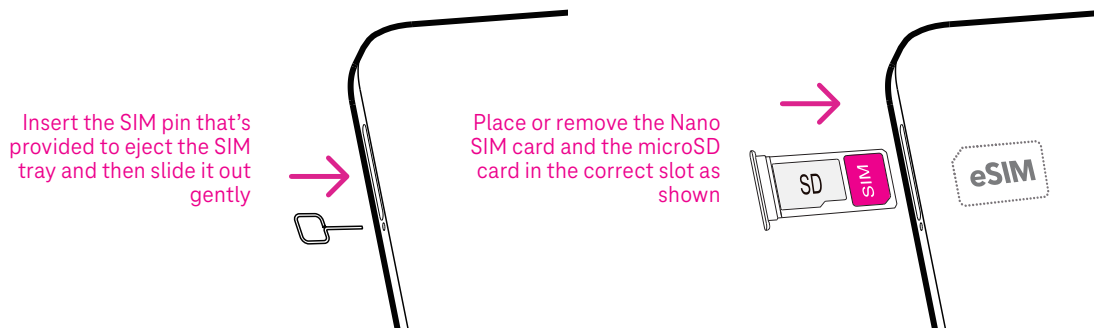 Insert the SIM pin that's
provided to eject the SIM
tray and then slide it out
gently
Place or remove the Nano
SIM card and the microSD
card in the correct slot as
shown
SD
SIM
eSIM